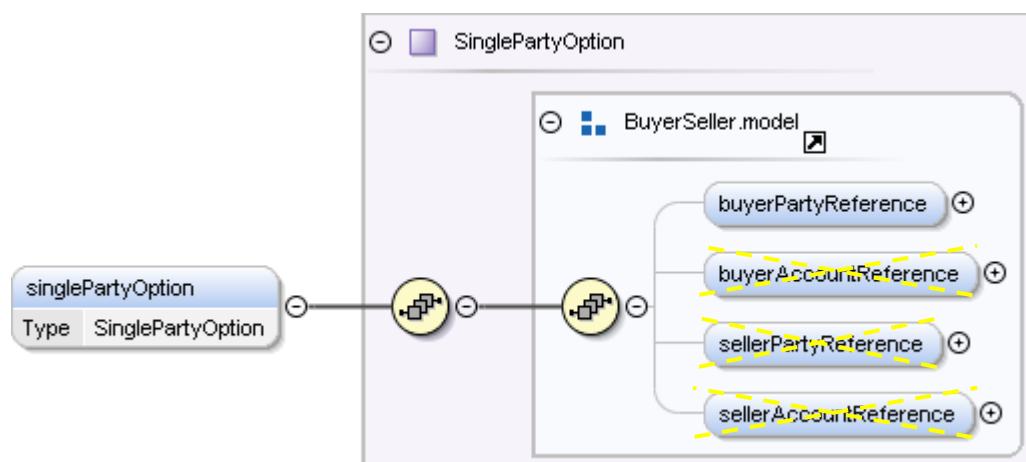 SinglePartyOption
BuyerSeller.model
buyerPartyReference
buyerAccountReference
singlePartyOption
Type SinglePartyOption
sellerPartyReference
sellerAccountReference